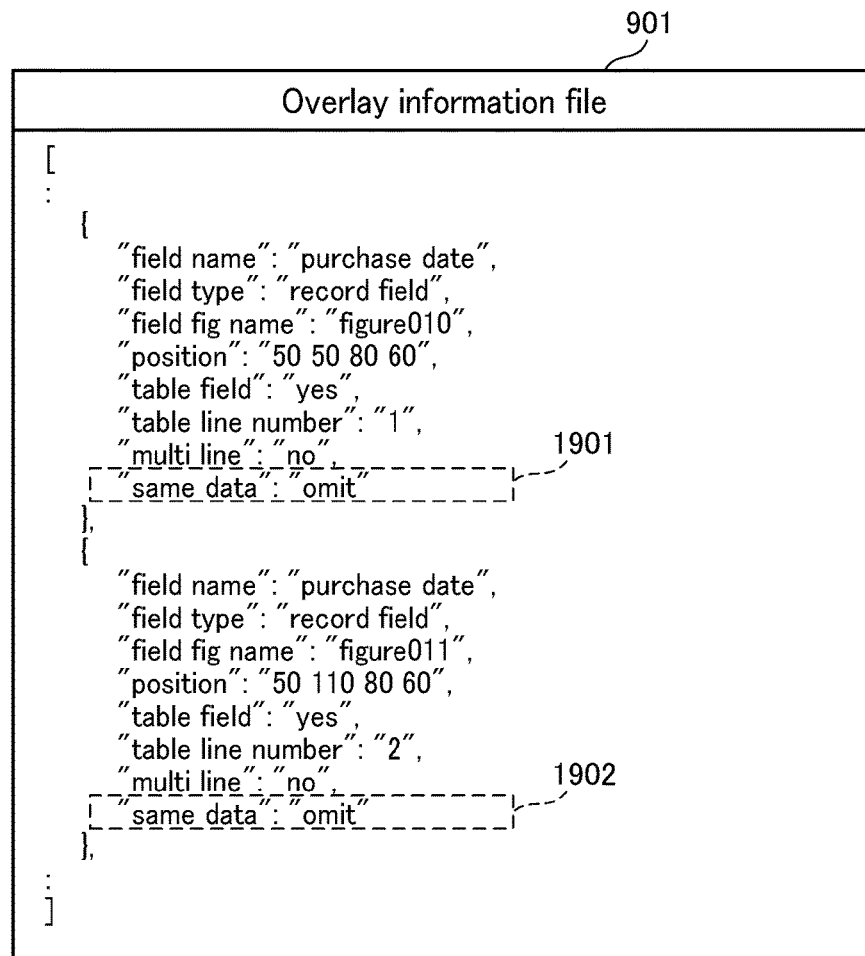 901
Overlay information file
[
:
{
"field name": "purchase date",
"field type": "record field",
"field fig name": "figure010",
"position": "50 50 80 60",
"table field": "yes",
"table line number": "1",
"multi line": "no",
1901
"same data": "omit"
},
{
"field name": "purchase date",
"field type": "record field",
"field fig name": "figure011",
"position": "50 110 80 60",
"table field": "yes",
"table line number": "2",
"multi line": "no",
1902
"same data": "omit"
},
:
]